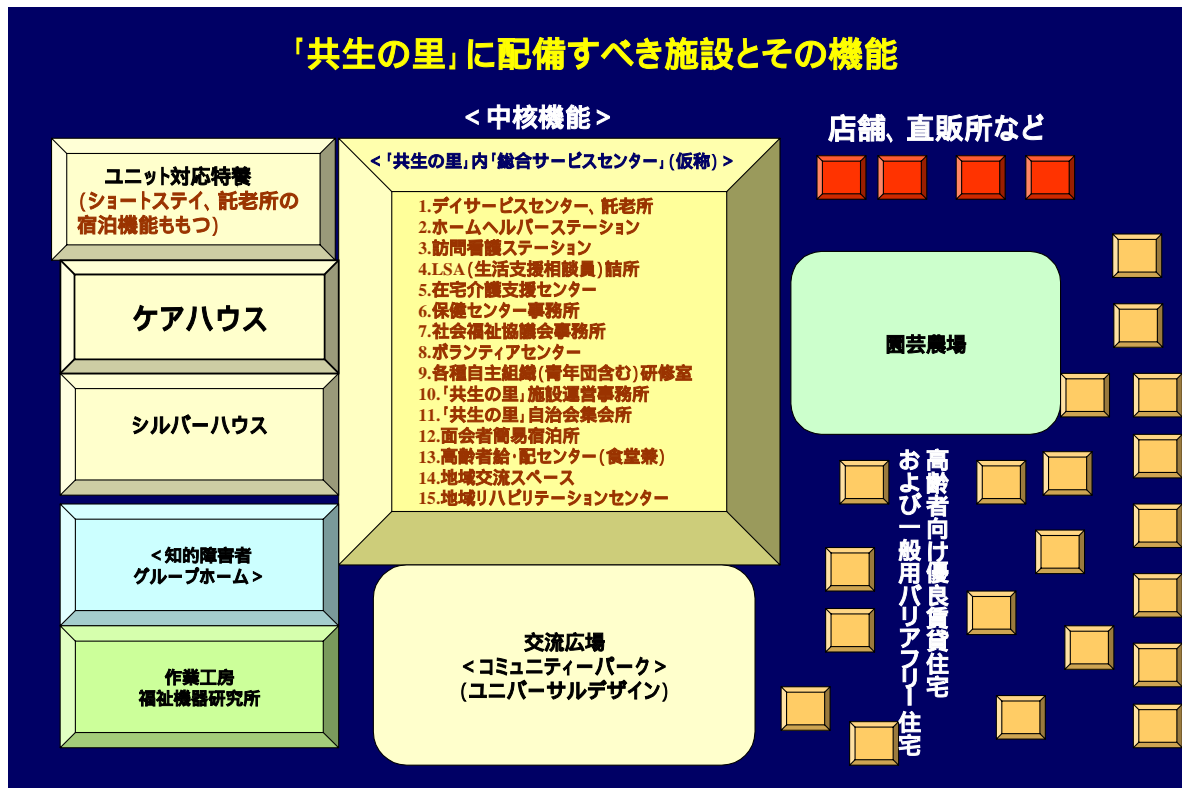 「共生の里」に配備すべき施設とその機能
＜中核機能＞
店舗、直販所など
ユニット対応特養
(ショートステイ、託老所の
宿泊機能ももつ)
ケアハウス
シルバーハウス
＜知的障害者
グループホーム＞
作業工房
福祉機器研究所
＜「共生の里」内「総合サービスセンター」(仮称)＞
1.デイサービスセンター、託老所
2.ホームヘルパーステーション
3.訪問看護ステーション
4.LSA(生活支援相談員)詰所
5.在宅介護支援センター
6.保健センター事務所
7.社会福祉協議会事務所
8.ボランティアセンター
9.各種自主組織(青年団含む)研修室
10.「共生の里」施設運営事務所
11.「共生の里」自治会集会所
12.面会者簡易宿泊所
13.高齢者給・配センター(食堂兼)
14.地域交流スペース
15.地域リハビリテーションセンター
交流広場
＜コミュニティーパーク＞
(ユニバーサルデザイン)
園芸農場
高齢者向け優良賃貸住宅
および一般用バリアフリー住宅